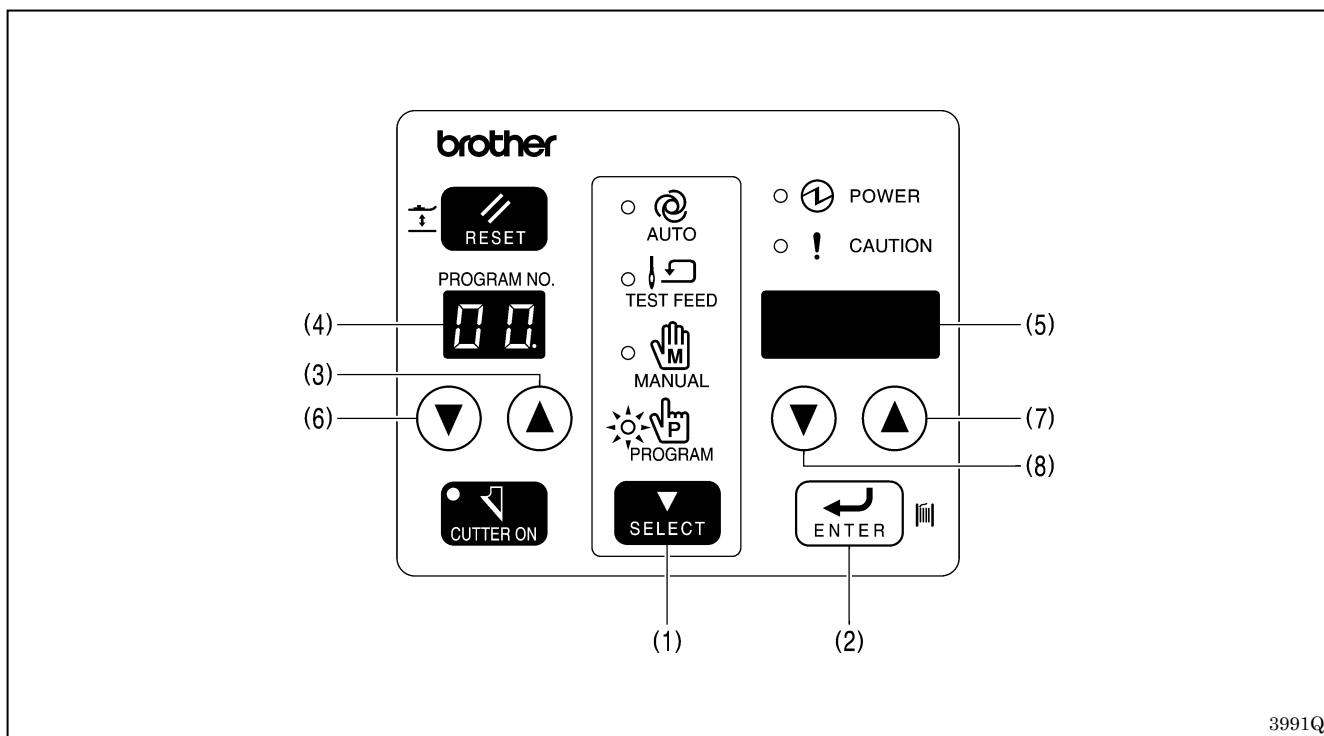 brother
RESET
PROGRAM NO.
00.
AUTO
TEST FEED
M
MANUAL
P
PROGRAM
SELECT
POWER
!
CAUTION
CUTTER ON
ENTER
(4)
(3)
(6)
(5)
(7)
(8)
(1)
(2)
3991Q